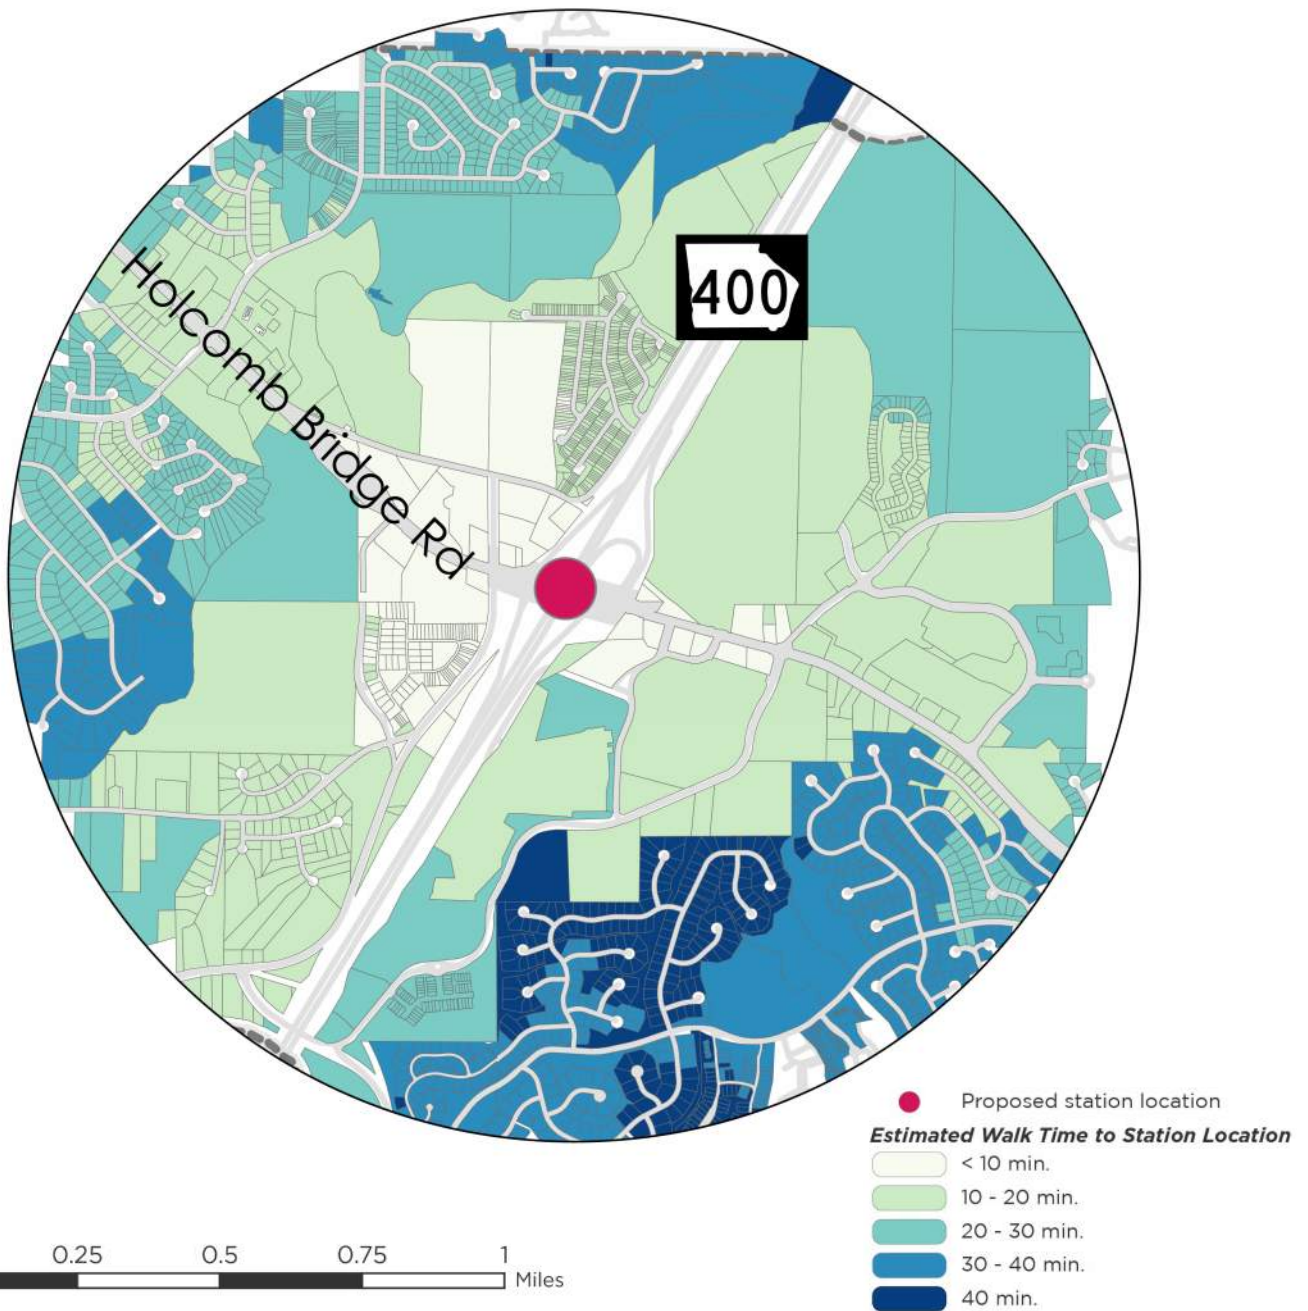 Holcomb Bridge Rd
400
Proposed station location
Estimated Walk Time to Station Location
< 10 min.
10 - 20 min.
20 - 30 min.
30 - 40 min.
40 min.
0.25 0.5 0.75 1
Miles